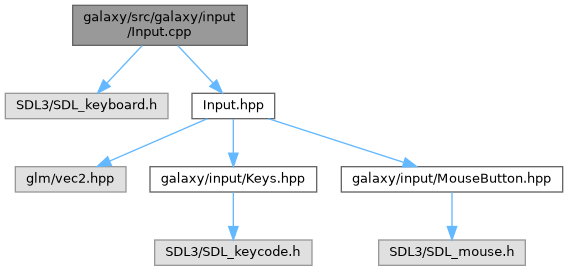 galaxy/src/galaxy/input
/Input.cpp
SDL3/SDL_keyboard.h
Input.hpp
glm/vec2.hpp
galaxy/input/Keys.hpp
galaxy/input/MouseButton.hpp
SDL3/SDL_keycode.h
SDL3/SDL_mouse.h